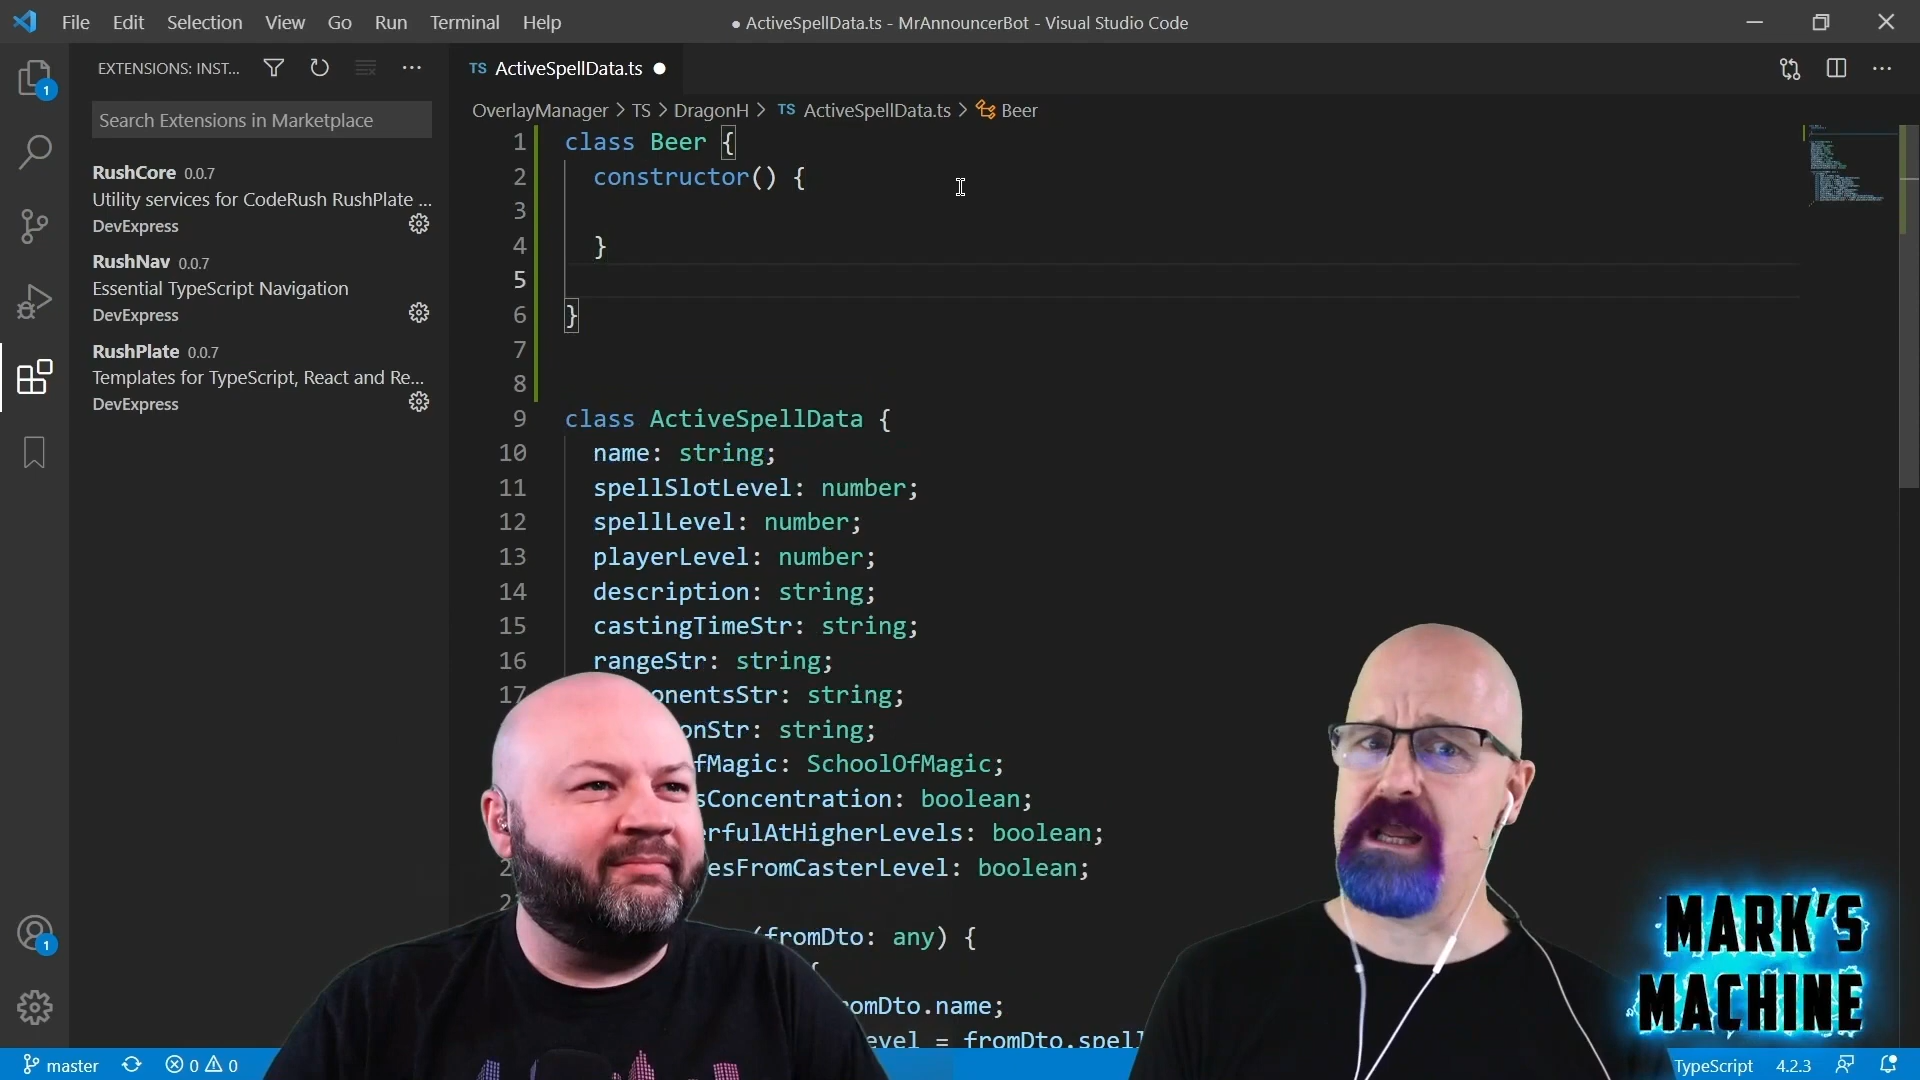 File Edit Selection View Go Run Terminal Help
● ActiveSpellData.ts - MrAnnouncerBot - Visual Studio Code
EXTENSIONS: INST...
TS ActiveSpellData.ts
OverlayManager > TS > DragonH > TS ActiveSpellData.ts > Beer
1
Search Extensions in Marketplace
RushCore 0.0.7
Utility services for CodeRush RushPlate ...
DevExpress
RushNav 0.0.7
Essential TypeScript Navigation
DevExpress
RushPlate 0.0.7
Templates for TypeScript, React and Re...
DevExpress
1
1 class Beer {
2 constructor() {
3
4 }
5
6 }
7
8
9 class ActiveSpellData {
10 name: string;
11 spellSlotLevel: number;
12 spellLevel: number;
13 playerLevel: number;
14 description: string;
15 castingTimeStr: string;
16 rangeStr: string;
17 onentsStr: string;
onStr: string;
fMagic: SchoolOfMagic;
sConcentration: boolean;
erfulAtHigherLevels: boolean;
esFromCasterLevel: boolean;
(fromDto: any) {
{
omDto.name;
evel = fromDto.spell
MARK'S
MACHINE
master 0 0
TypeScript 4.2.3